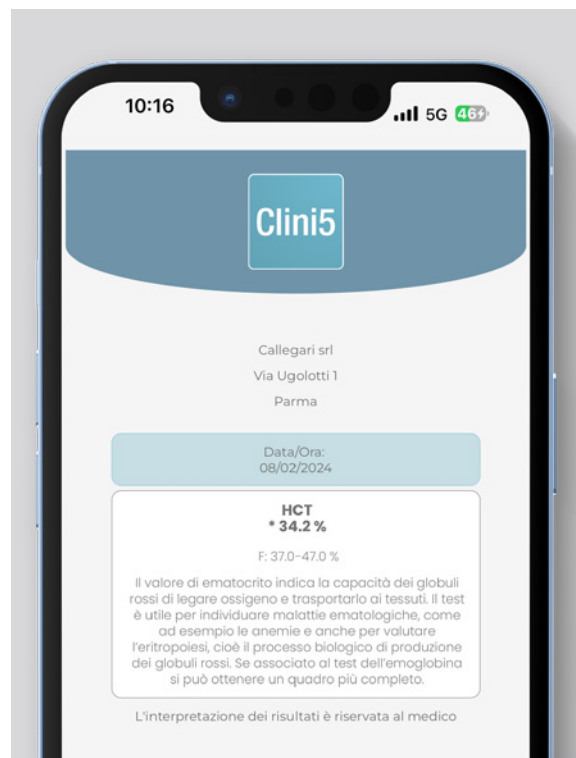 10:16
5G 46
Clini5
Callegari srl
Via Ugolotti 1
Parma
Data/Ora:
08/02/2024
HCT
* 34.2 %
F: 37.0-47.0 %
Il valore di ematocrito indica la capacità dei globuli
rossi di legare ossigeno e trasportarlo ai tessuti. Il test
è utile per individuare malattie ematologiche, come
ad esempio le anemie e anche per valutare
l'eritropoiesi, cioè il processo biologico di produzione
dei globuli rossi. Se associato al test dell'emoglobina
si può ottenere un quadro più completo.
L'interpretazione dei risultati è riservata al medico